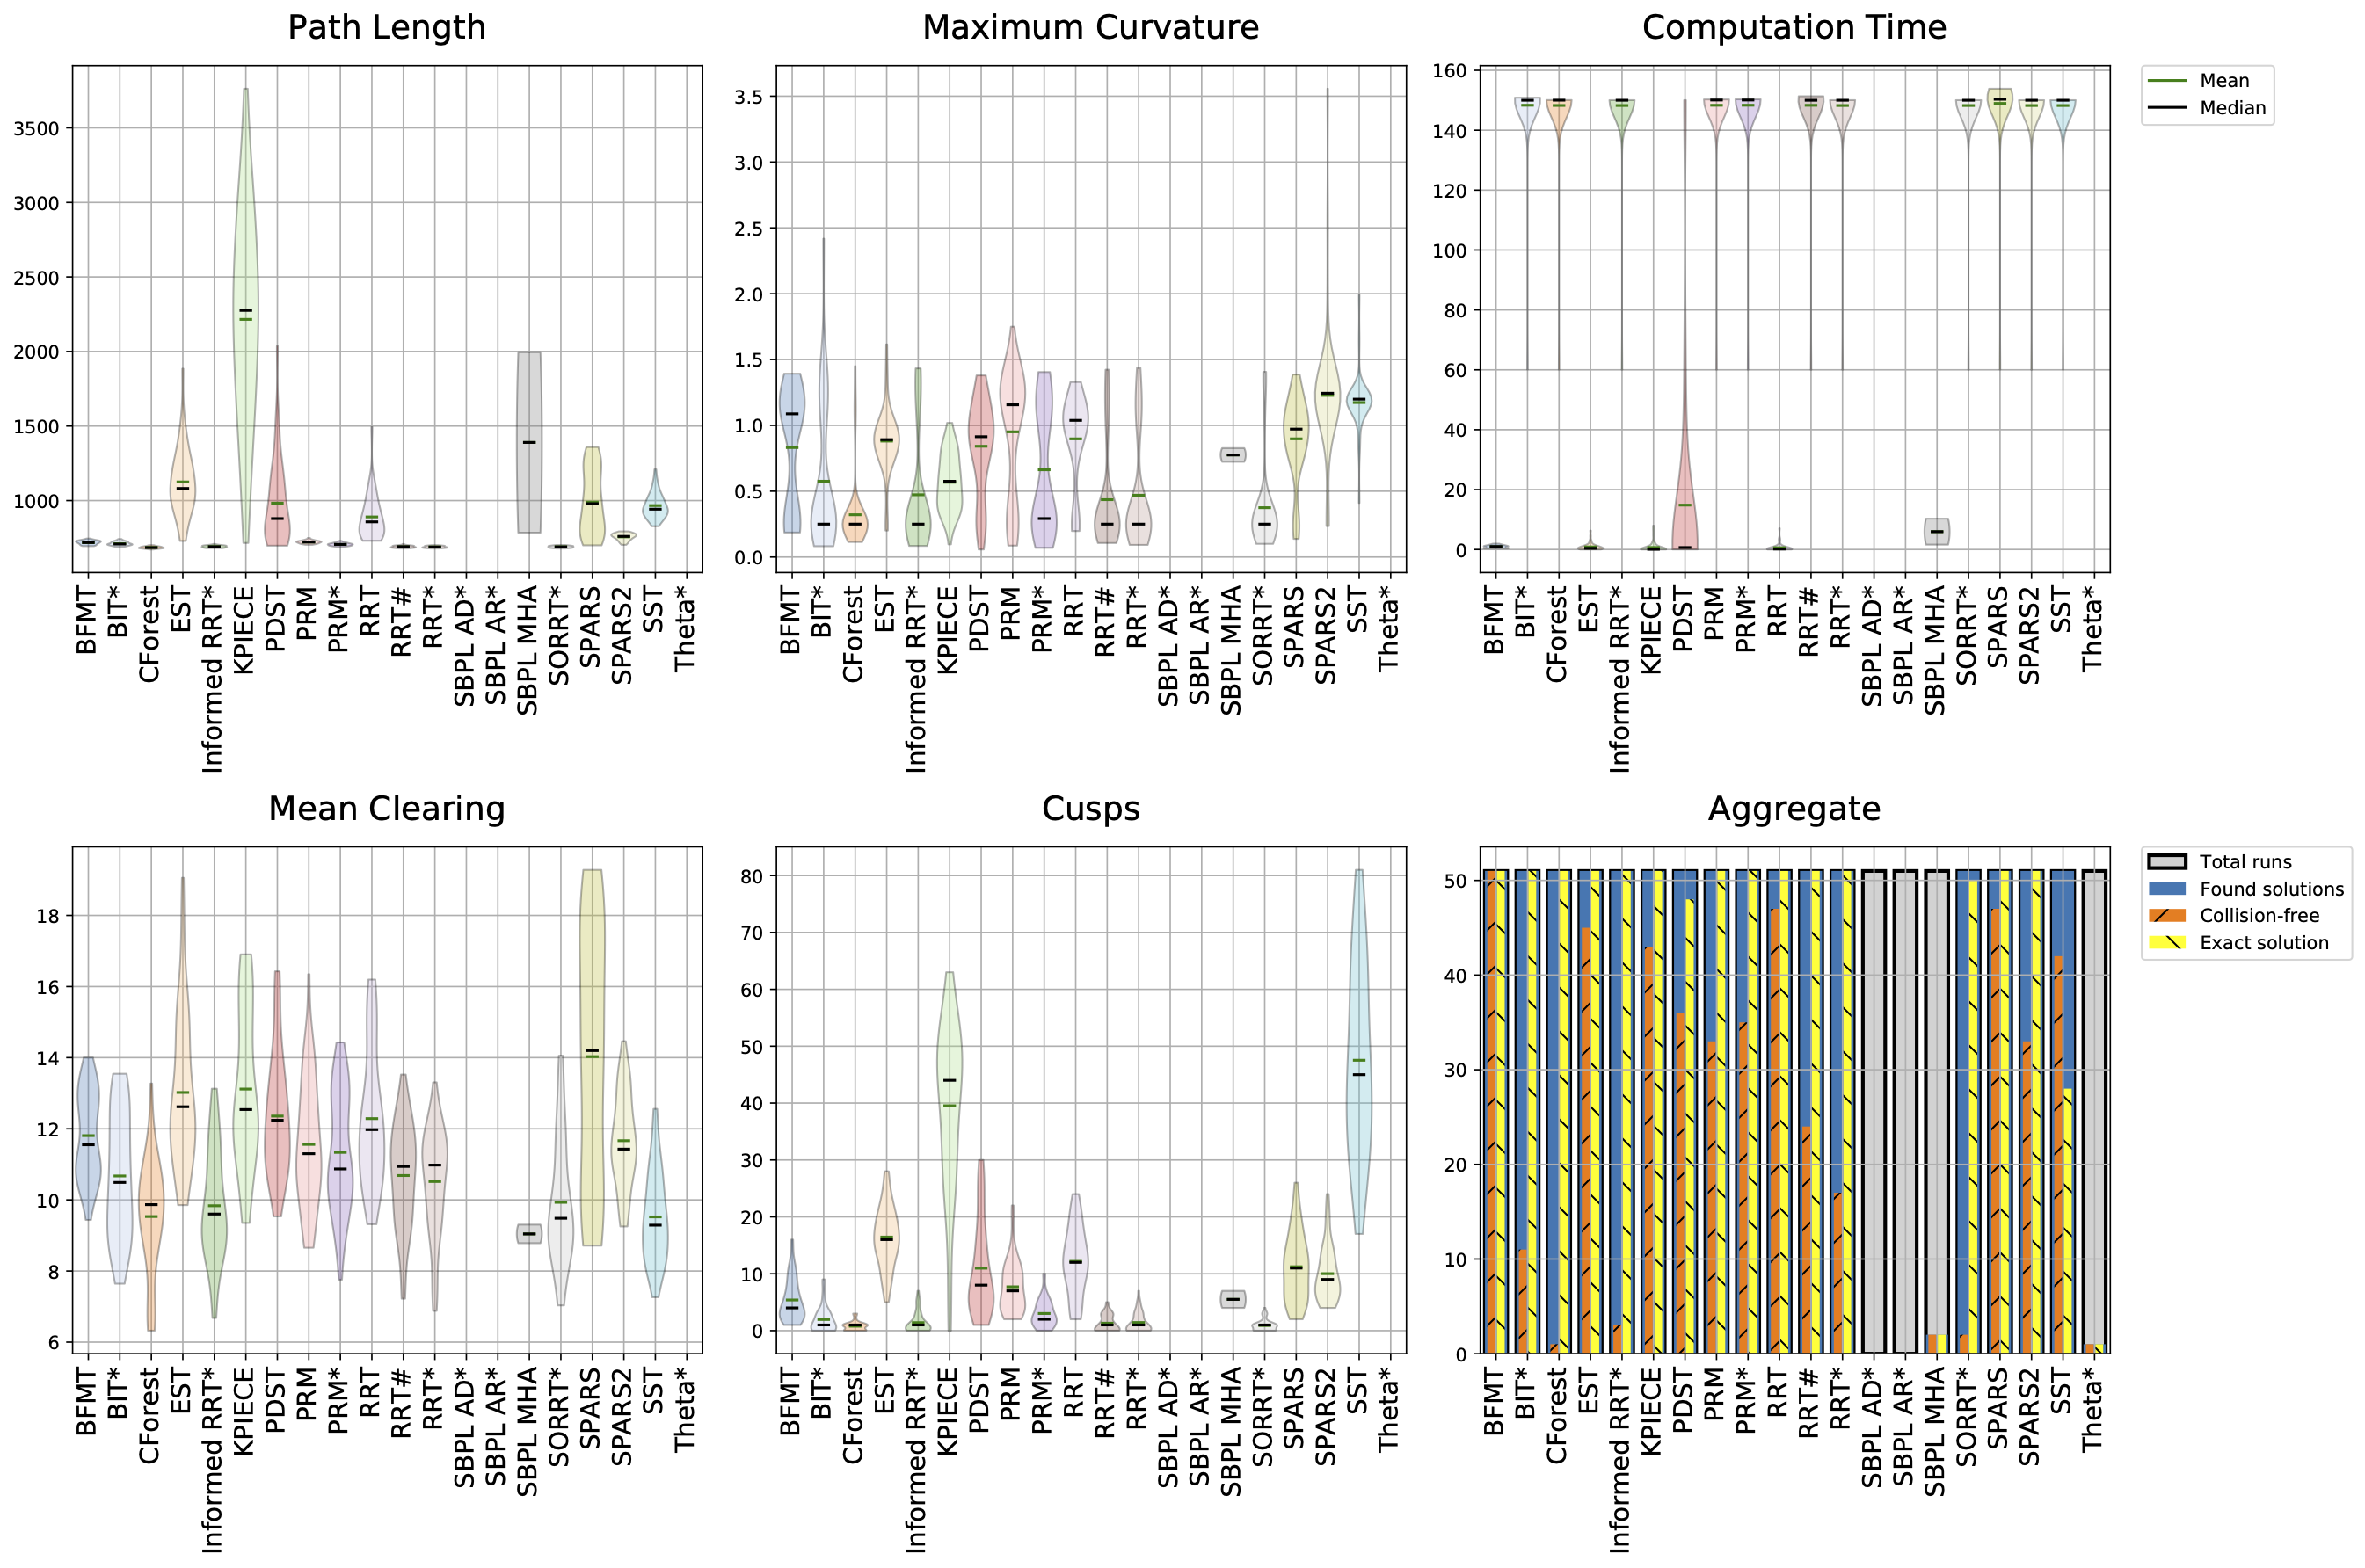 Path Length
3500
3000
2500
2000
1500
1000
BFMT
BIT*
CForest
EST
Informed RRT*
KPIECE
PDST
PRM
PRM*
RRT
RRT#
RRT*
SBPL AD*
SBPL AR*
SBPL MHA
SORRT*
SPARS
SPARS2
SST
Theta*
Maximum Curvature
3.5
3.0
2.5
2.0
1.5
1.0
0.5
0.0
BFMT
BIT*
CForest
EST
Informed RRT*
KPIECE
PDST
PRM
PRM*
RRT
RRT#
RRT*
SBPL AD*
SBPL AR*
SBPL MHA
SORRT*
SPARS
SPARS2
SST
Theta*
Computation Time
160
140
120
100
80
60
40
20
0
BFMT
BIT*
CForest
EST
Informed RRT*
KPIECE
PDST
PRM
PRM*
RRT
RRT#
RRT*
SBPL AD*
SBPL AR*
SBPL MHA
SORRT*
SPARS
SPARS2
SST
Theta*
Mean
Median
Mean Clearing
18
16
14
12
10
8
6
BFMT
BIT*
CForest
EST
Informed RRT*
KPIECE
PDST
PRM
PRM*
RRT
RRT#
RRT*
SBPL AD*
SBPL AR*
SBPL MHA
SORRT*
SPARS
SPARS2
SST
Theta*
Cusps
80
70
60
50
40
30
20
10
0
BFMT
BIT*
CForest
EST
Informed RRT*
KPIECE
PDST
PRM
PRM*
RRT
RRT#
RRT*
SBPL AD*
SBPL AR*
SBPL MHA
SORRT*
SPARS
SPARS2
SST
Theta*
Aggregate
50
40
30
20
10
0
BFMT
BIT*
CForest
EST
Informed RRT*
KPIECE
PDST
PRM
PRM*
RRT
RRT#
RRT*
SBPL AD*
SBPL AR*
SBPL MHA
SORRT*
SPARS
SPARS2
SST
Theta*
Total runs
Found solutions
Collision-free
Exact solution